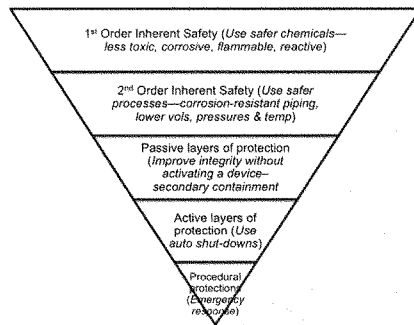 1st Order Inherent Safety (Use safer chemicals—
less toxic, corrosive, flammable, reactive)
2nd Order Inherent Safety (Use safer
processes—corrosion-resistant piping,
lower vols, pressures & temp)
Passive layers of protection
(Improve integrity without
activating a device–
secondary containment
Active layers of
protection (Use
auto shut-downs)
Procedural
protections
(Emergency
response)